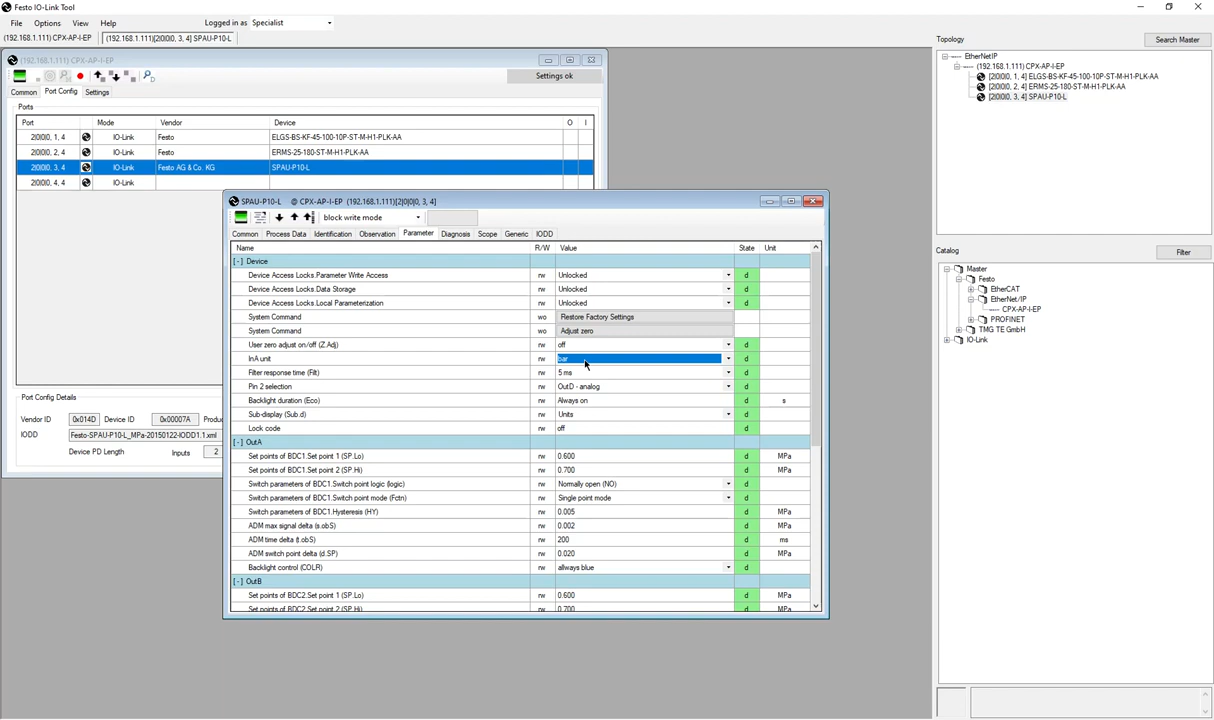 Festo IO-Link Tool
File Options View Help Logged in as Specialist
(192.168.1.111) CPX-AP-I-EP (192.168.1.111)[2|0|0|0, 3, 4] SPAU-P10-L
(192.168.1.111) CPX-AP-I-EP
Settings ok
Common Port Config Settings
Ports
Port Mode Vendor Device O I
2|0|0|0, 1, 4 IO-Link Festo ELGS-BS-KF-45-100-10P-ST-M-H1-PLK-AA
2|0|0|0, 2, 4 IO-Link Festo ERMS-25-180-ST-M-H1-PLK-AA
2|0|0|0, 3, 4 IO-Link Festo AG & Co. KG SPAU-P10-L
2|0|0|0, 4, 4 IO-Link
Port Config Details
Vendor ID 0x014D Device ID 0x00007A
IODD Festo-SPAU-P10-L_MPa-20150122-IODD1.1.xml
Device PD Length Inputs 2
SPAU-P10-L @ CPX-AP-I-EP (192.168.1.111)[2|0|0|0, 3, 4]
block write mode
Common Process Data Identification Observation Parameter Diagnosis Scope Generic IODD
Name R/W Value State Unit
[-] Device
Device Access Locks.Parameter Write Access rw Unlocked d
Device Access Locks.Data Storage rw Unlocked d
Device Access Locks.Local Parameterization rw Unlocked d
System Command wo Restore Factory Settings
System Command wo Adjust zero
User zero adjust on/off (Z.Adj) rw off d
InA unit rw bar d
Filter response time (Filt) rw 5 ms d
Pin 2 selection rw OutD - analog d
Backlight duration (Eco) rw Always on d s
Sub-display (Sub.d) rw Units d
Lock code rw off d
[-] OutA
Set points of BDC1.Set point 1 (SP.Lo) rw 0.600 d MPa
Set points of BDC1.Set point 2 (SP.Hi) rw 0.700 d MPa
Switch parameters of BDC1.Switch point logic (logic) rw Normally open (NO) d
Switch parameters of BDC1.Switch point mode (Fctn) rw Single point mode d
Switch parameters of BDC1.Hysteresis (HY) rw 0.005 d MPa
ADM max signal delta (s.obS) rw 0.002 d MPa
ADM time delta (t.obS) rw 200 d ms
ADM switch point delta (d.SP) rw 0.020 d MPa
Backlight control (COLR) rw allways blue d
[-] OutB
Set points of BDC2.Set point 1 (SP.Lo) rw 0.600 d MPa
Set points of BDC2.Set point 2 (SP.Hi) rw 0.700 d MPa
Topology Search Master
EtherNetIP
(192.168.1.111) CPX-AP-I-EP
[2|0|0|0, 1, 4] ELGS-BS-KF-45-100-10P-ST-M-H1-PLK-AA
[2|0|0|0, 2, 4] ERMS-25-180-ST-M-H1-PLK-AA
[2|0|0|0, 3, 4] SPAU-P10-L
Catalog Filter
Master
Festo
EtherCAT
EtherNet/IP
CPX-AP-I-EP
PROFINET
TMG TE GmbH
IO-Link